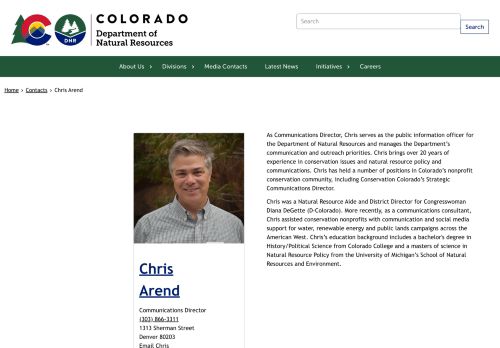 COLORADO
Department of
Natural Resources
DNR
Search
Search
About Us
Divisions
Media Contacts
Latest News
Initiatives
Careers
Home › Contacts › Chris Arend
As Communications Director, Chris serves as the public information officer for
the Department of Natural Resources and manages the Department's
communication and outreach priorities. Chris brings over 20 years of
experience in conservation issues and natural resource policy and
communications. Chris has held a number of positions in Colorado's nonprofit
conservation community, including Conservation Colorado's Strategic
Communications Director.
Chris was a Natural Resource Aide and District Director for Congresswoman
Diana DeGette (D-Colorado). More recently, as a communications consultant,
Chris assisted conservation nonprofits with communication and social media
support for water, renewable energy and public lands campaigns across the
American West. Chris's education background includes a bachelor's degree in
History/Political Science from Colorado College and a masters of science in
Natural Resource Policy from the University of Michigan's School of Natural
Resources and Environment.
Chris
Arend
Communications Director
(303) 866-3311
1313 Sherman Street
Denver 80203
Email Chris